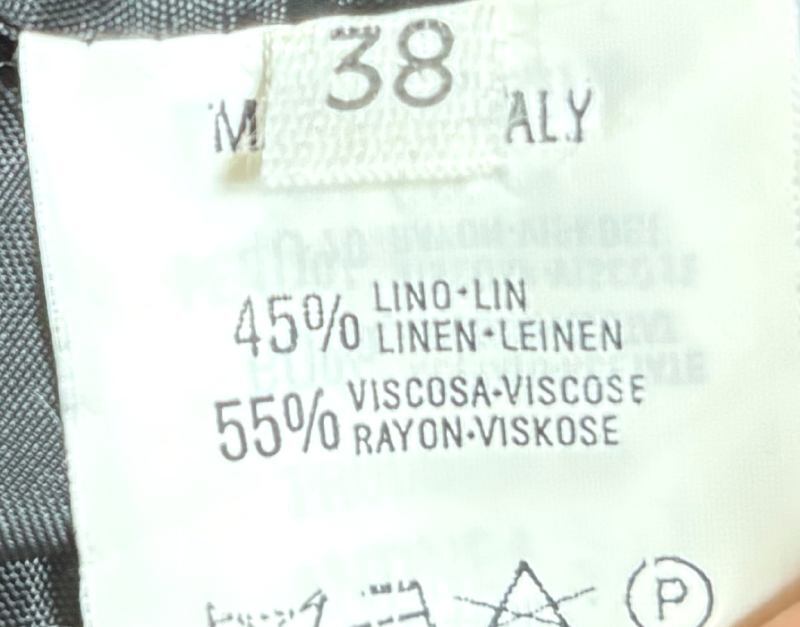 38
M ALY
45% LINO·LIN
LINEN·LEINEN
55% VISCOSA·VISCOSE
RAYON·VISKOSE
P